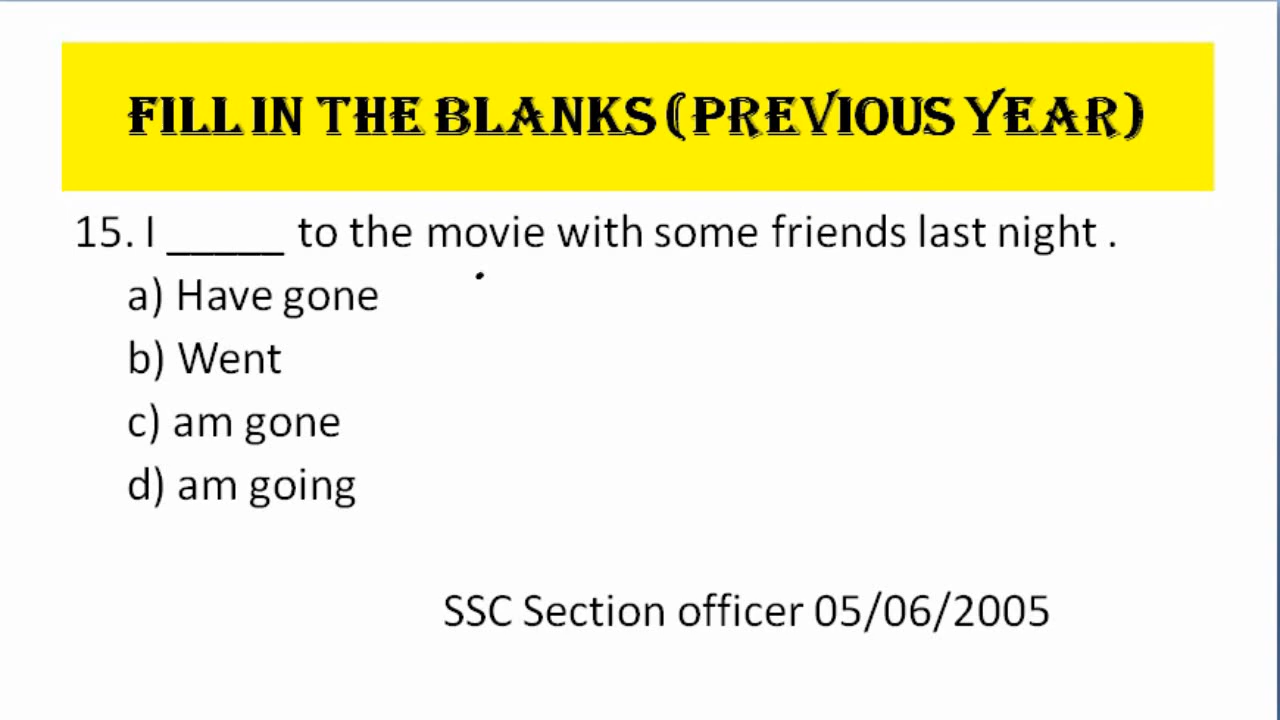 FILL IN THE BLANKS (PREVIOUS YEAR)
15. I _____ to the movie with some friends last night .
a) Have gone
b) Went
c) am gone
d) am going
SSC Section officer 05/06/2005